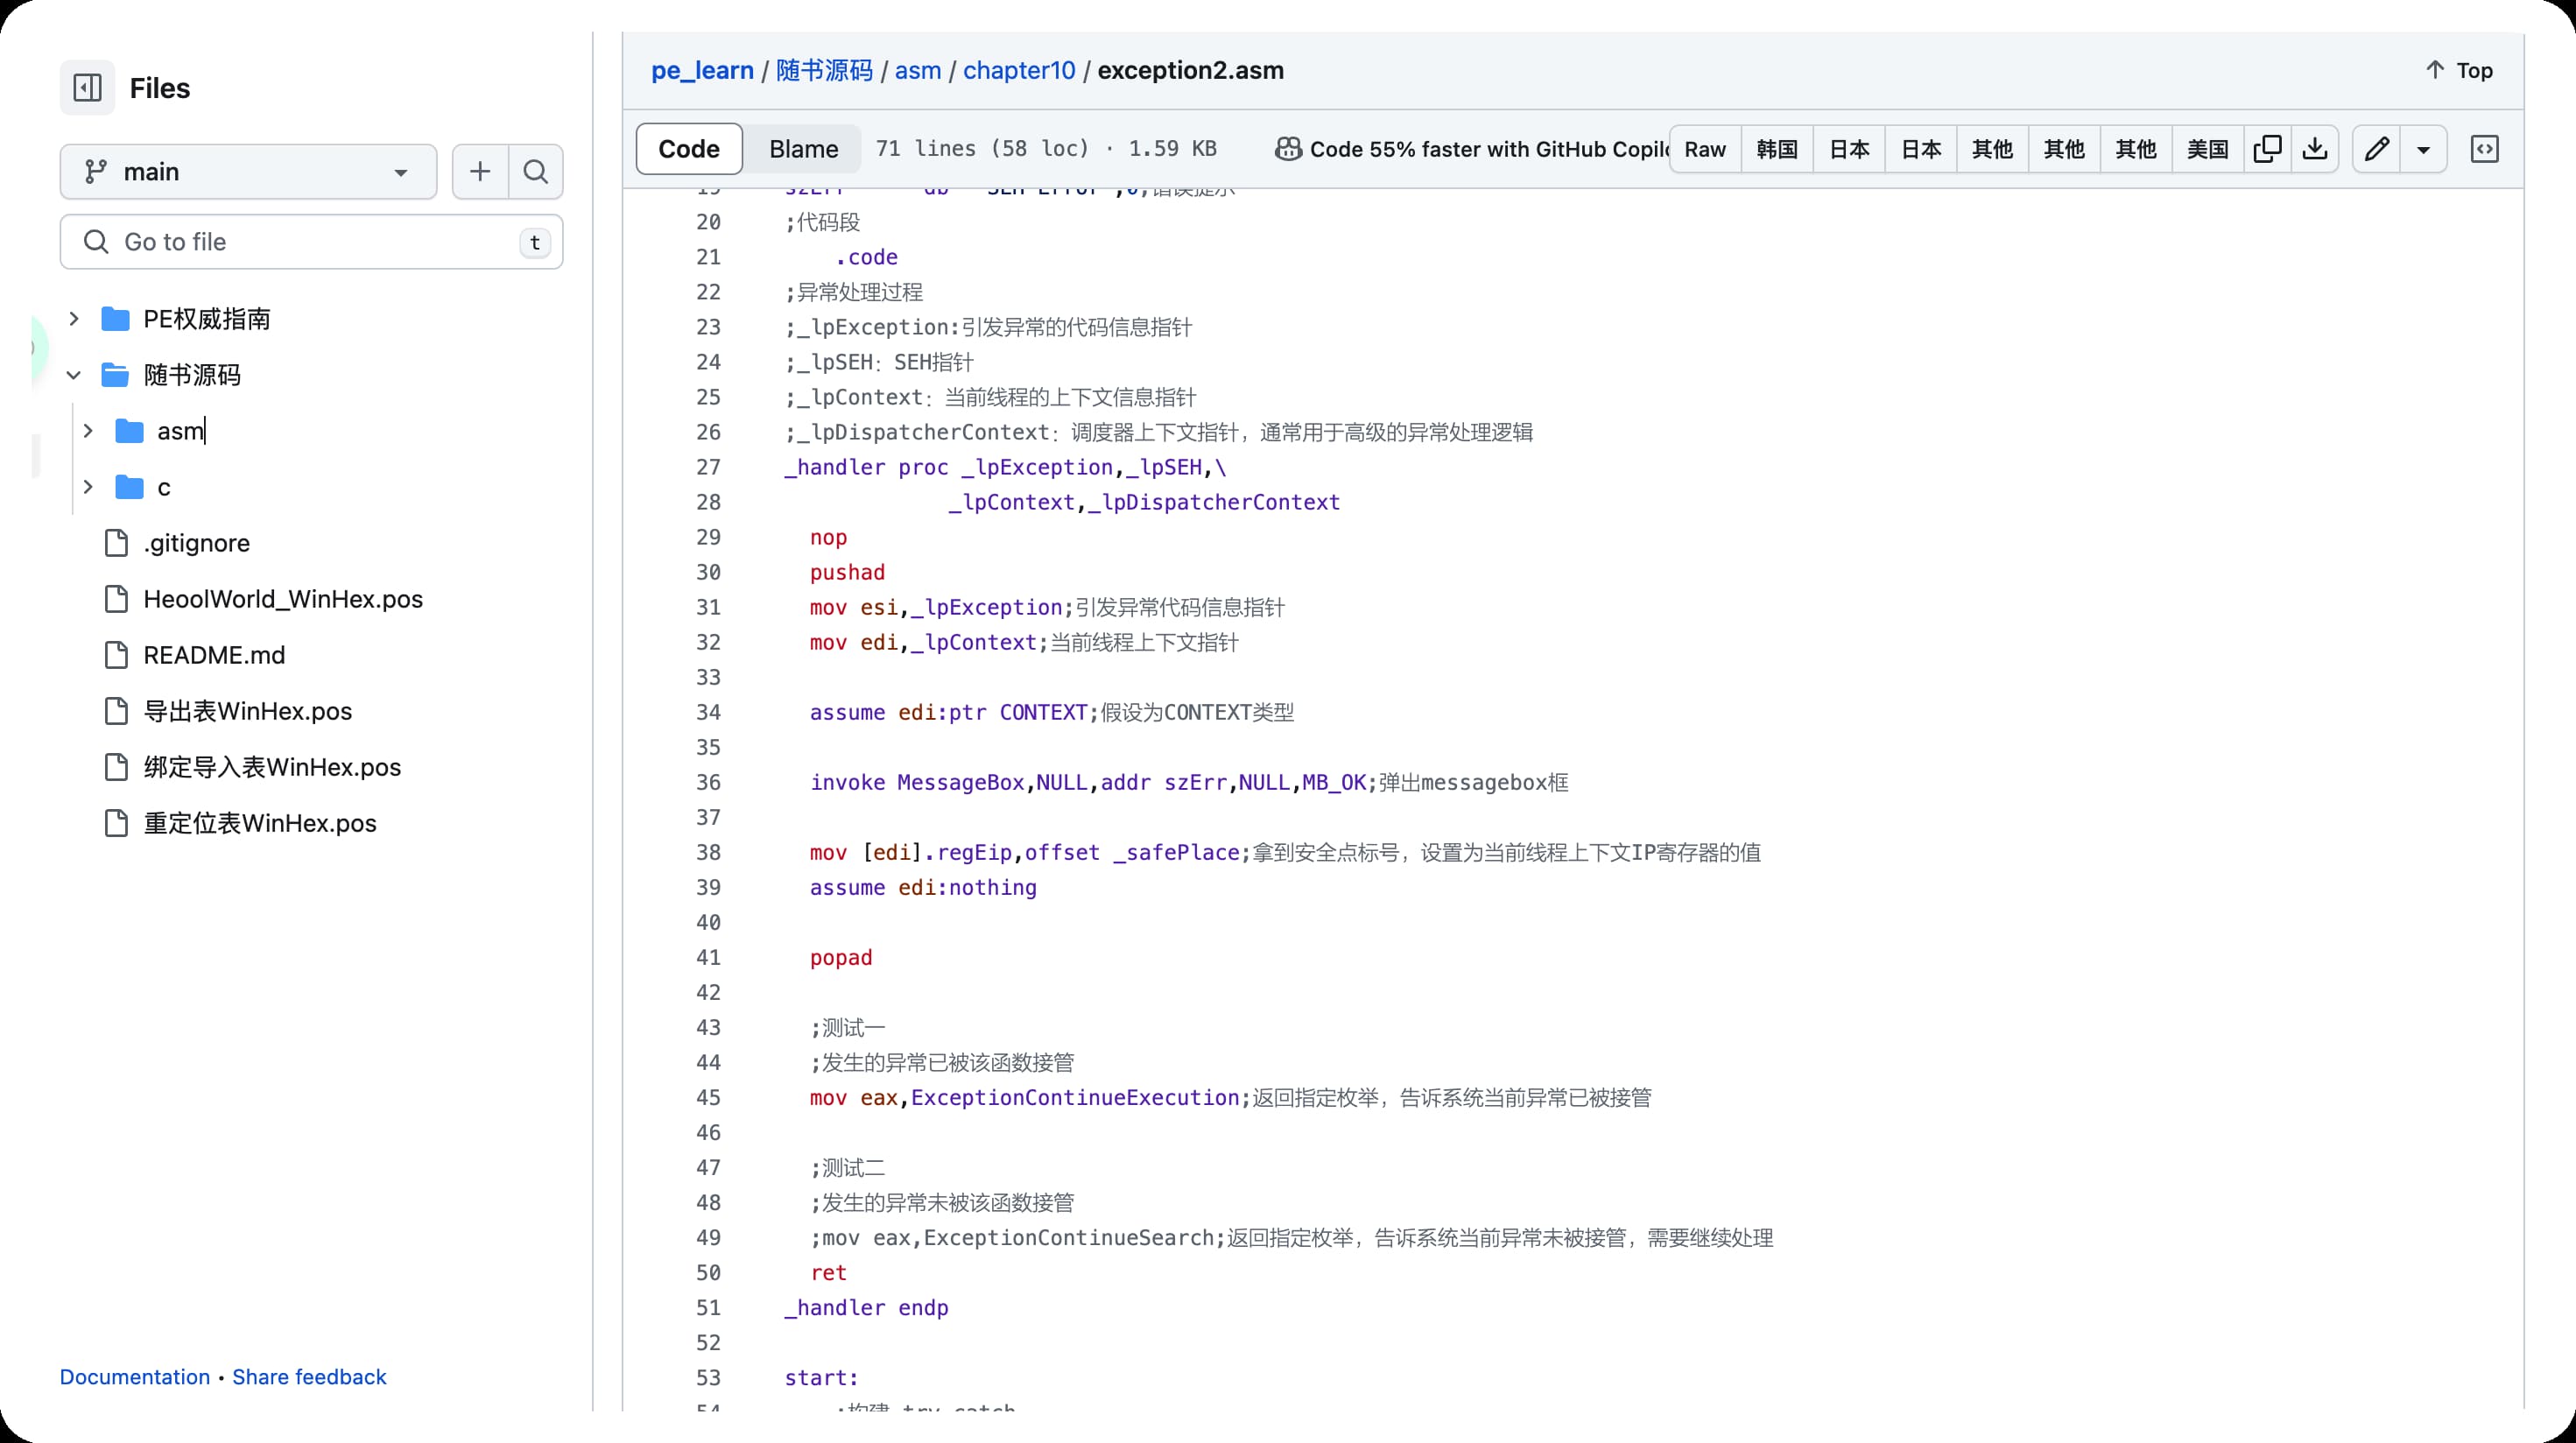 Files
main
Go to file
t
PE权威指南
随书源码
asm
c
.gitignore
HeoolWorld_WinHex.pos
README.md
导出表WinHex.pos
绑定导入表WinHex.pos
重定位表WinHex.pos
Documentation • Share feedback
pe_learn / 随书源码 / asm / chapter10 / exception2.asm
Top
Code Blame 71 lines (58 loc) · 1.59 KB Code 55% faster with GitHub Copilo Raw 韩国 日本 日本 其他 其他 其他 美国
19 szErr db 'SEH Error',0;错误提示
20 ;代码段
21 .code
22 ;异常处理过程
23 ;_lpException:引发异常的代码信息指针
24 ;_lpSEH：SEH指针
25 ;_lpContext：当前线程的上下文信息指针
26 ;_lpDispatcherContext：调度器上下文指针，通常用于高级的异常处理逻辑
27 _handler proc _lpException,_lpSEH,\
28 _lpContext,_lpDispatcherContext
29 nop
30 pushad
31 mov esi,_lpException;引发异常代码信息指针
32 mov edi,_lpContext;当前线程上下文指针
33
34 assume edi:ptr CONTEXT;假设为CONTEXT类型
35
36 invoke MessageBox,NULL,addr szErr,NULL,MB_OK;弹出messagebox框
37
38 mov [edi].regEip,offset _safePlace;拿到安全点标号，设置为当前线程上下文IP寄存器的值
39 assume edi:nothing
40
41 popad
42
43 ;测试一
44 ;发生的异常已被该函数接管
45 mov eax,ExceptionContinueExecution;返回指定枚举，告诉系统当前异常已被接管
46
47 ;测试二
48 ;发生的异常未被该函数接管
49 ;mov eax,ExceptionContinueSearch;返回指定枚举，告诉系统当前异常未被接管，需要继续处理
50 ret
51 _handler endp
52
53 start:
54 ;构建 try catch